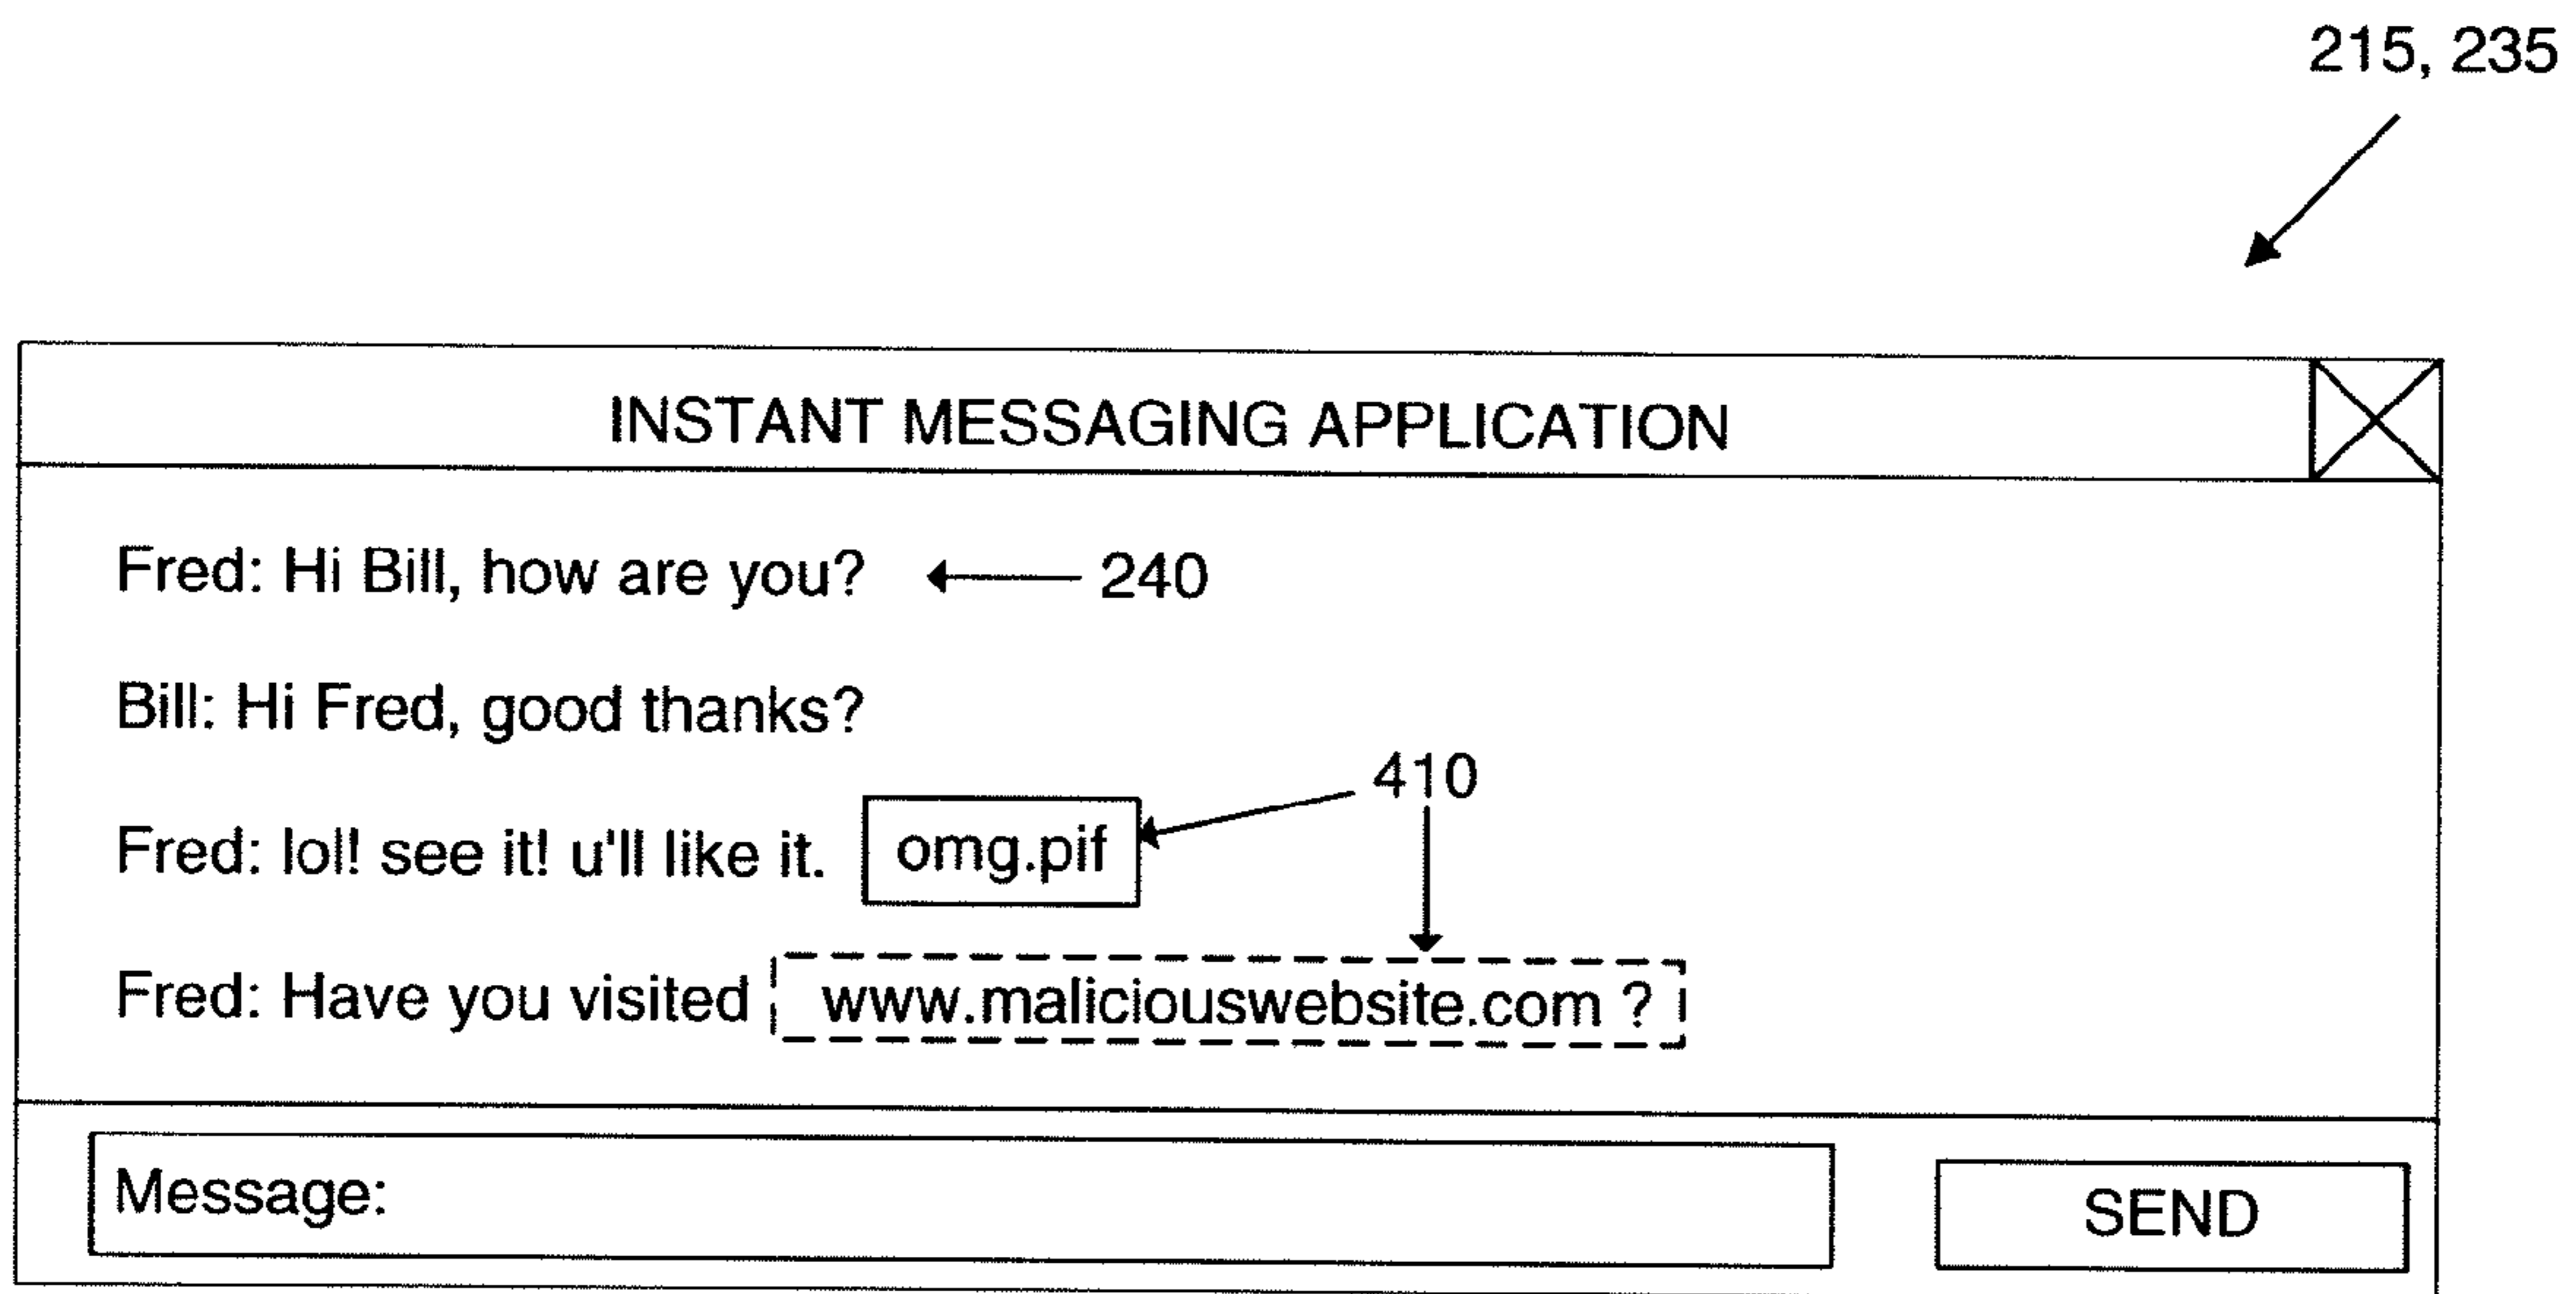 215, 235
INSTANT MESSAGING APPLICATION
Fred: Hi Bill, how are you? 240
Bill: Hi Fred, good thanks?
410
Fred: lol! see it! u'll like it. omg.pif
Fred: Have you visited www.maliciouswebsite.com ?
Message:
SEND